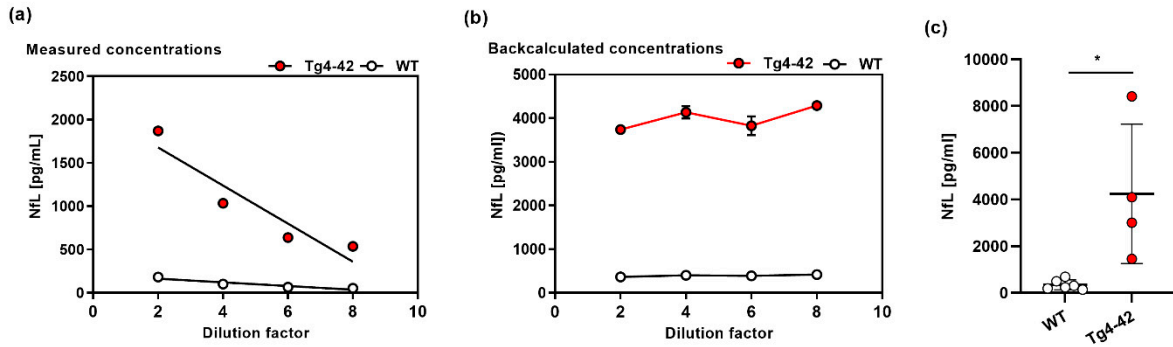 (a)
Measured concentrations
Tg4-42 WT
2500
2000
1500
1000
500
0
NfL [pg/mL]
0 2 4 6 8 10
Dilution factor
(b)
Backcalculated concentrations
Tg4-42 WT
5000
4000
3000
2000
1000
0
NfL [pg/ml])
0 2 4 6 8 10
Dilution factor
(c)
*
10000
8000
6000
4000
2000
0
NfL [pg/ml]
WT Tg4-42